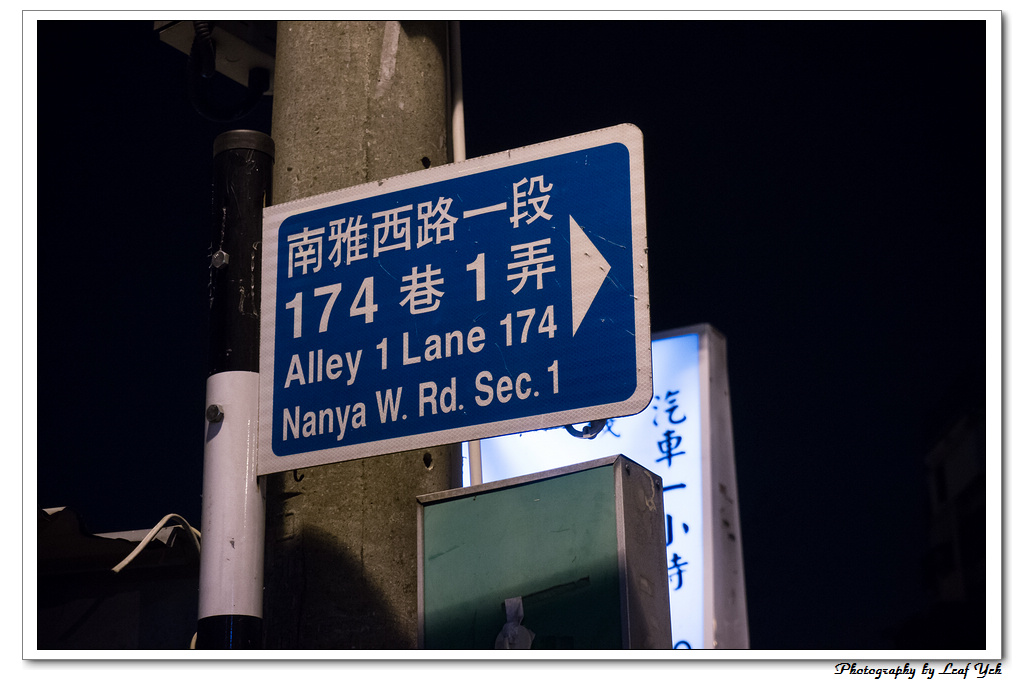 南雅西路一段
174 巷 1 弄
Alley 1 Lane 174
Nanya W. Rd. Sec. 1
汽車一小時
Photography by Leaf Yeh